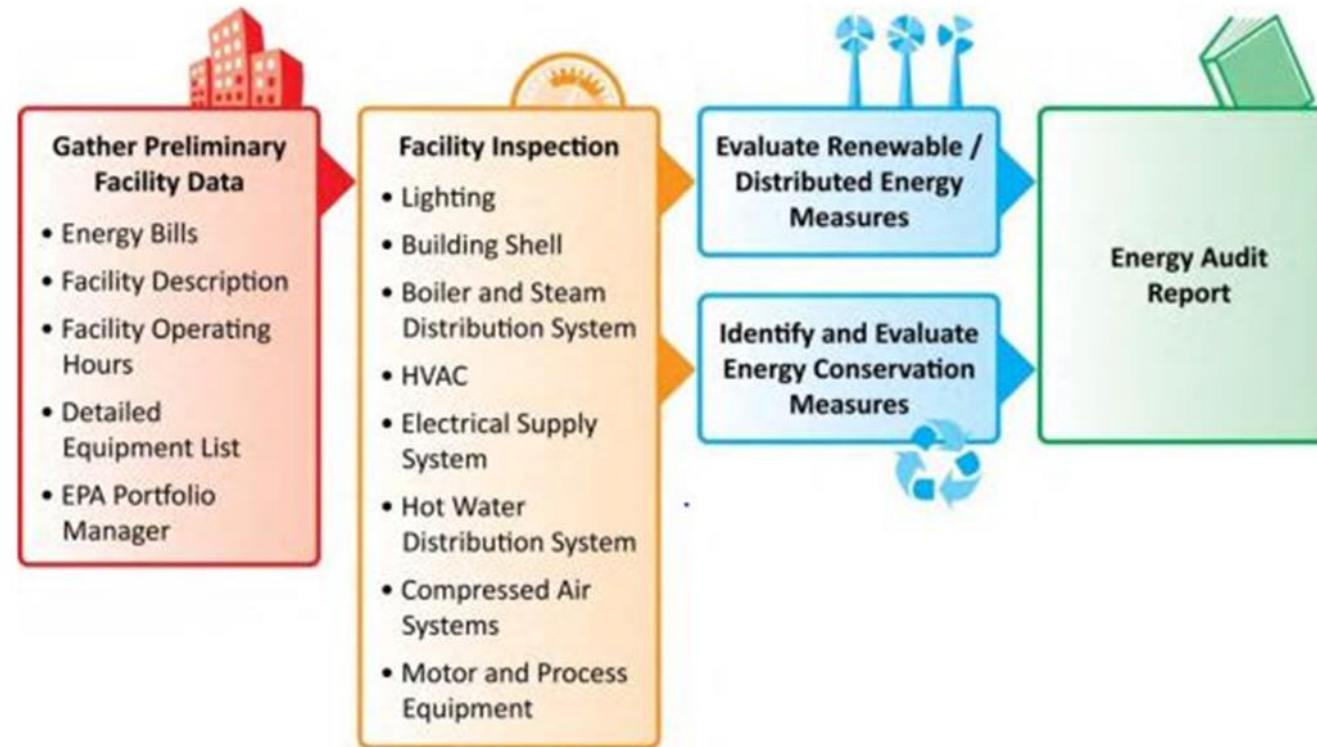 Gather Preliminary
Facility Data
• Energy Bills
• Facility Description
• Facility Operating
Hours
• Detailed
Equipment List
• EPA Portfolio
Manager
Facility Inspection
• Lighting
• Building Shell
• Boiler and Steam
Distribution System
• HVAC
• Electrical Supply
System
• Hot Water
Distribution System
• Compressed Air
Systems
• Motor and Process
Equipment
Evaluate Renewable /
Distributed Energy
Measures
Identify and Evaluate
Energy Conservation
Measures
Energy Audit
Report